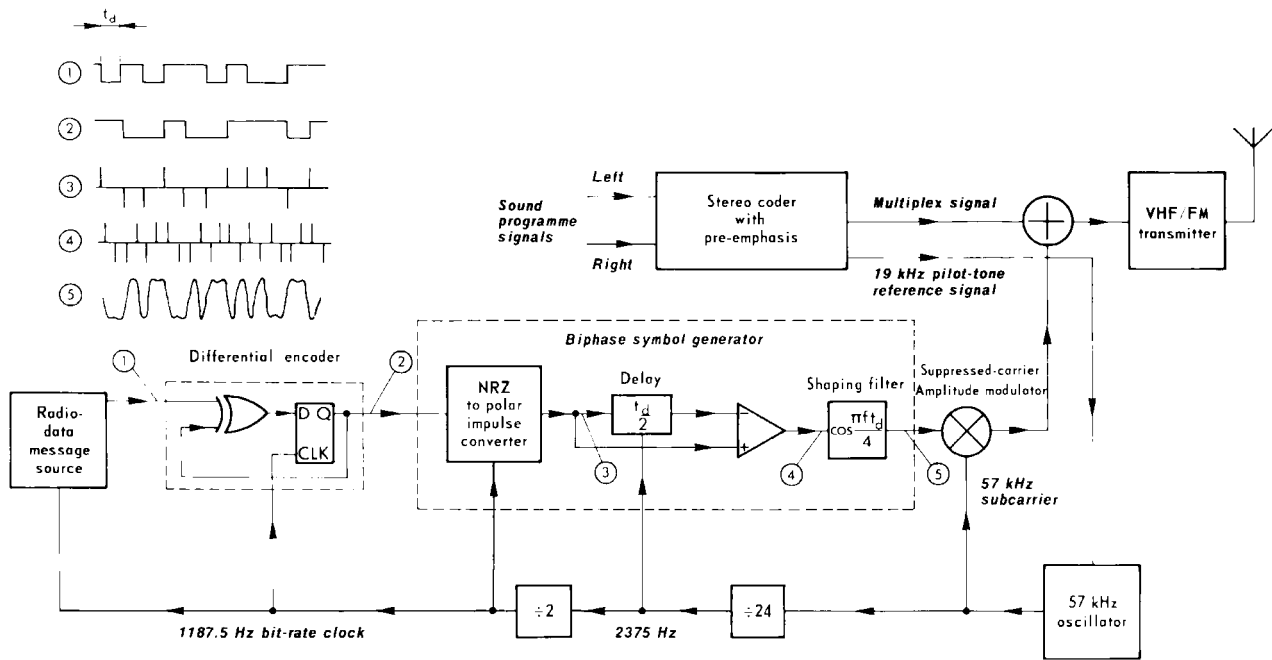 t_d
①
②
③
④
⑤
Left
Sound
programme
signals
Right
Stereo coder
with
pre-emphasis
Multiplex signal
19 kHz pilot-tone
reference signal
+
VHF/FM
transmitter
Radio-
data
message
source
①
Differential encoder
D Q
CLK
②
Biphase symbol generator
NRZ
to polar
impulse
converter
Delay
t_d/2
③
−
+
④
Shaping filter
cos πft_d/4
⑤
Suppressed-carrier
Amplitude modulator
57 kHz
subcarrier
1187.5 Hz bit-rate clock
÷2
2375 Hz
÷24
57 kHz
oscillator